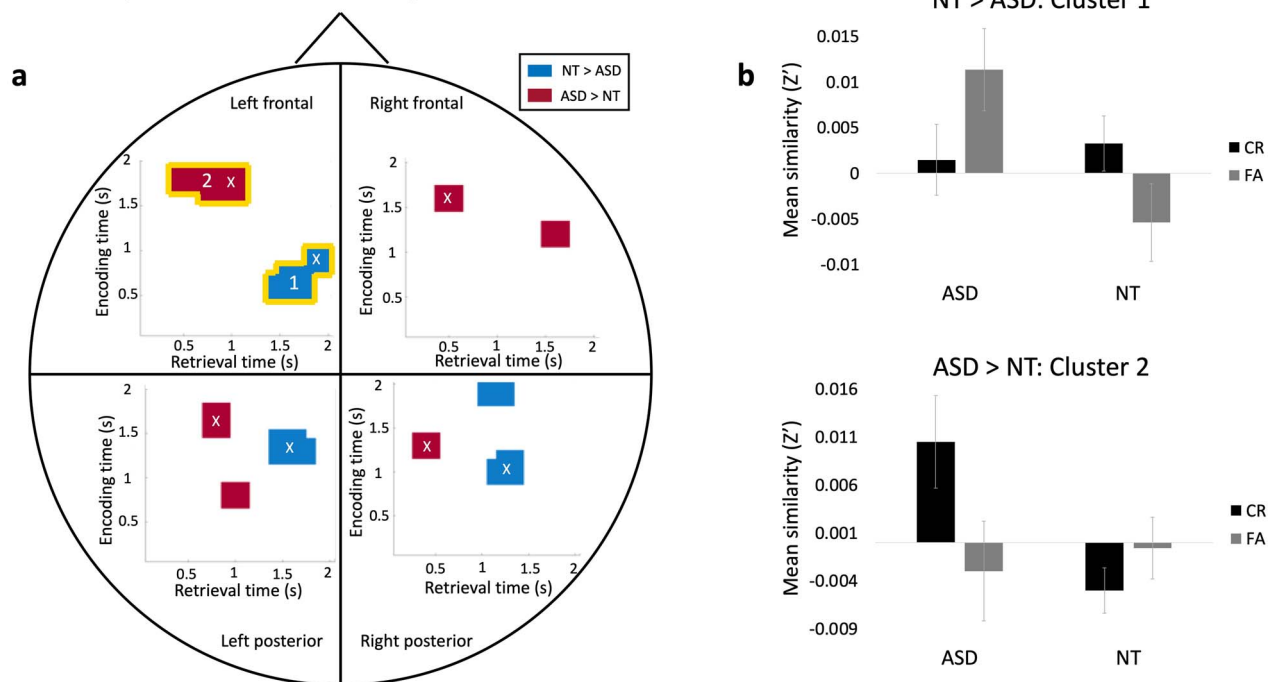 a
NT > ASD
ASD > NT
Left frontal
Right frontal
Encoding time (s)
2
1.5
1
0.5
2
X
1
X
0.5
1
1.5
2
Retrieval time (s)
Encoding time (s)
2
1.5
1
0.5
X
0.5
1
1.5
2
Retrieval time (s)
Encoding time (s)
2
1.5
1
0.5
X
X
0.5
1
1.5
2
Retrieval time (s)
Left posterior
Encoding time (s)
2
1.5
1
0.5
X
X
0.5
1
1.5
2
Retrieval time (s)
Right posterior
b
NT > ASD: Cluster 1
Mean similarity (Z’)
0.015
0.01
0.005
0
-0.005
-0.01
ASD
NT
CR
FA
ASD > NT: Cluster 2
Mean similarity (Z’)
0.016
0.011
0.006
0.001
-0.004
-0.009
ASD
NT
CR
FA